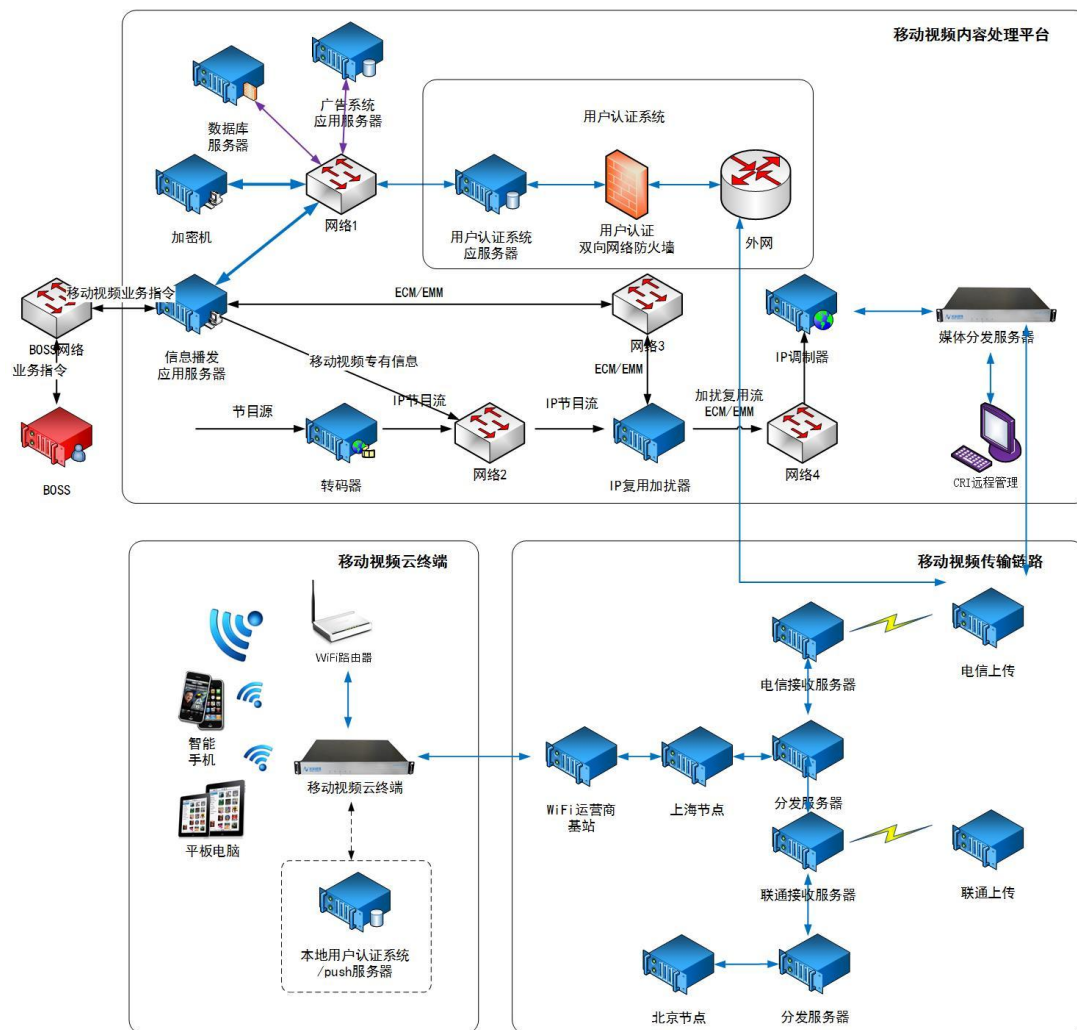 移动视频内容处理平台
广告系统
应用服务器
数据库
服务器
用户认证系统
加密机
网络1
用户认证系统
应服务器
用户认证
双向网络防火墙
外网
移动视频业务指令
ECM/EMM
BOSS网络
信息播发
应用服务器
网络3
IP调制器
媒体分发服务器
业务指令
移动视频专有信息
ECM/EMM
节目源
IP节目流
IP节目流
加扰复用流
ECM/EMM
BOSS
转码器
网络2
IP复用加扰器
网络4
CRI远程管理
移动视频云终端
移动视频传输链路
WiFi路由器
电信接收服务器
电信上传
智能
手机
移动视频云终端
WiFi运营商
基站
上海节点
分发服务器
平板电脑
联通接收服务器
联通上传
本地用户认证系统
/push服务器
北京节点
分发服务器